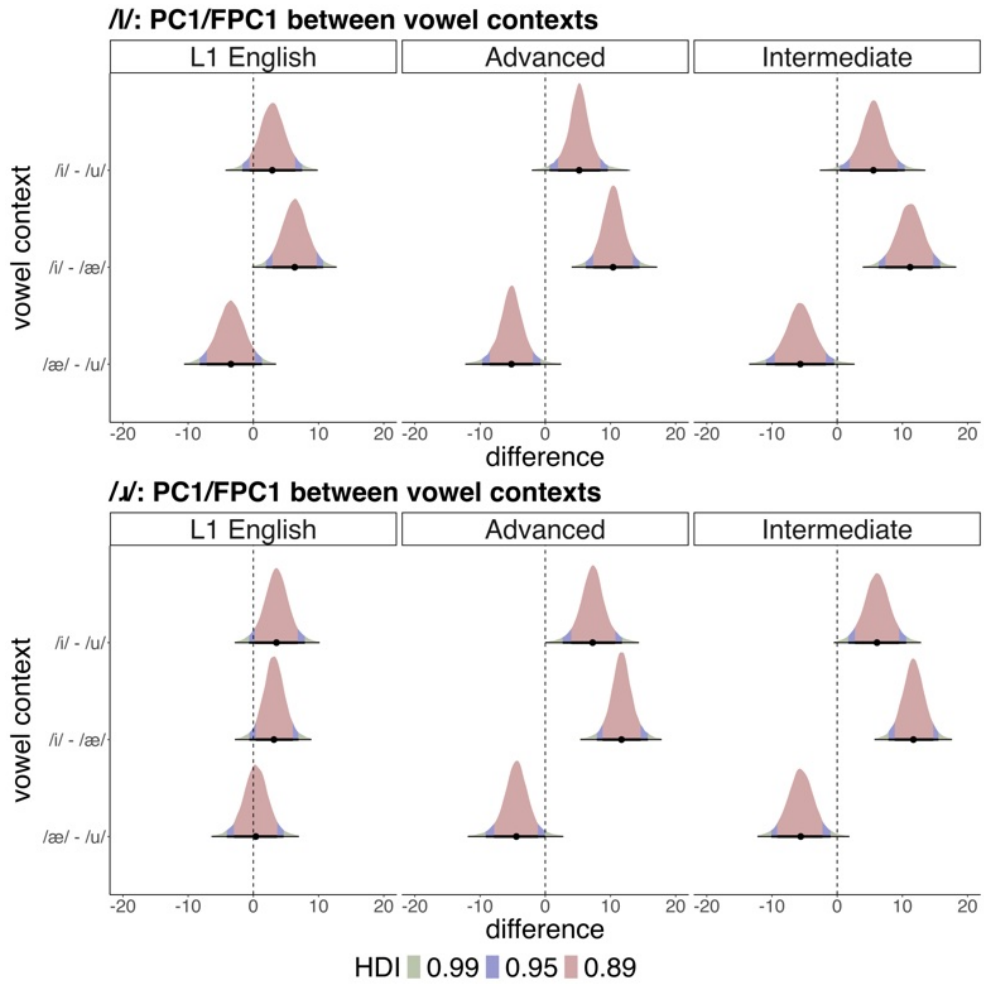 /l/: PC1/FPC1 between vowel contexts
L1 English Advanced Intermediate
vowel context
/i/ - /u/
/i/ - /æ/
/æ/ - /u/
-20 -10 0 10 20 -20 -10 0 10 20 -20 -10 0 10 20
difference
/ɹ/: PC1/FPC1 between vowel contexts
L1 English Advanced Intermediate
vowel context
/i/ - /u/
/i/ - /æ/
/æ/ - /u/
-20 -10 0 10 20 -20 -10 0 10 20 -20 -10 0 10 20
difference
HDI 0.99 0.95 0.89